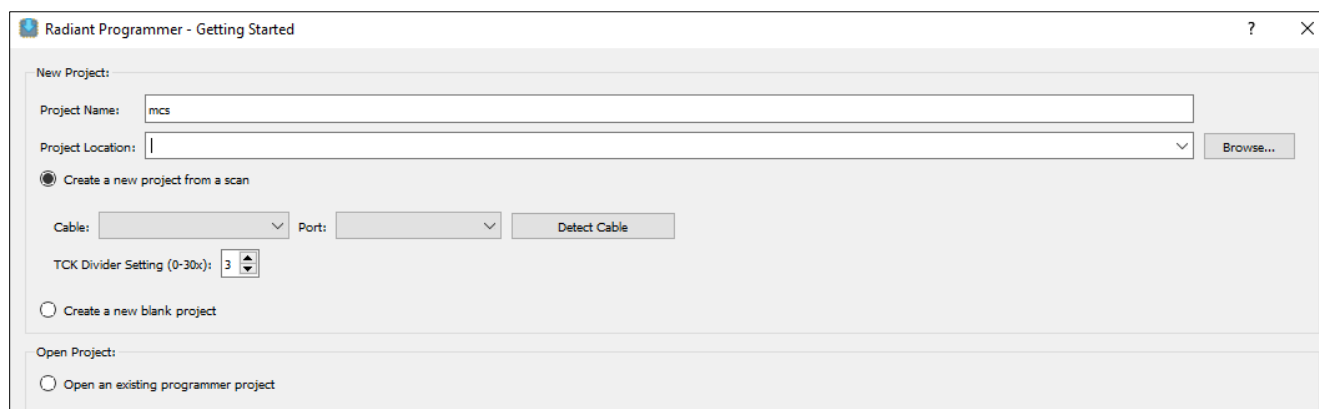 Radiant Programmer - Getting Started ?
New Project:
Project Name: mcs
Project Location: Browse...
Create a new project from a scan
Cable: Port: Detect Cable
TCK Divider Setting (0-30x): 3
Create a new blank project
Open Project:
Open an existing programmer project